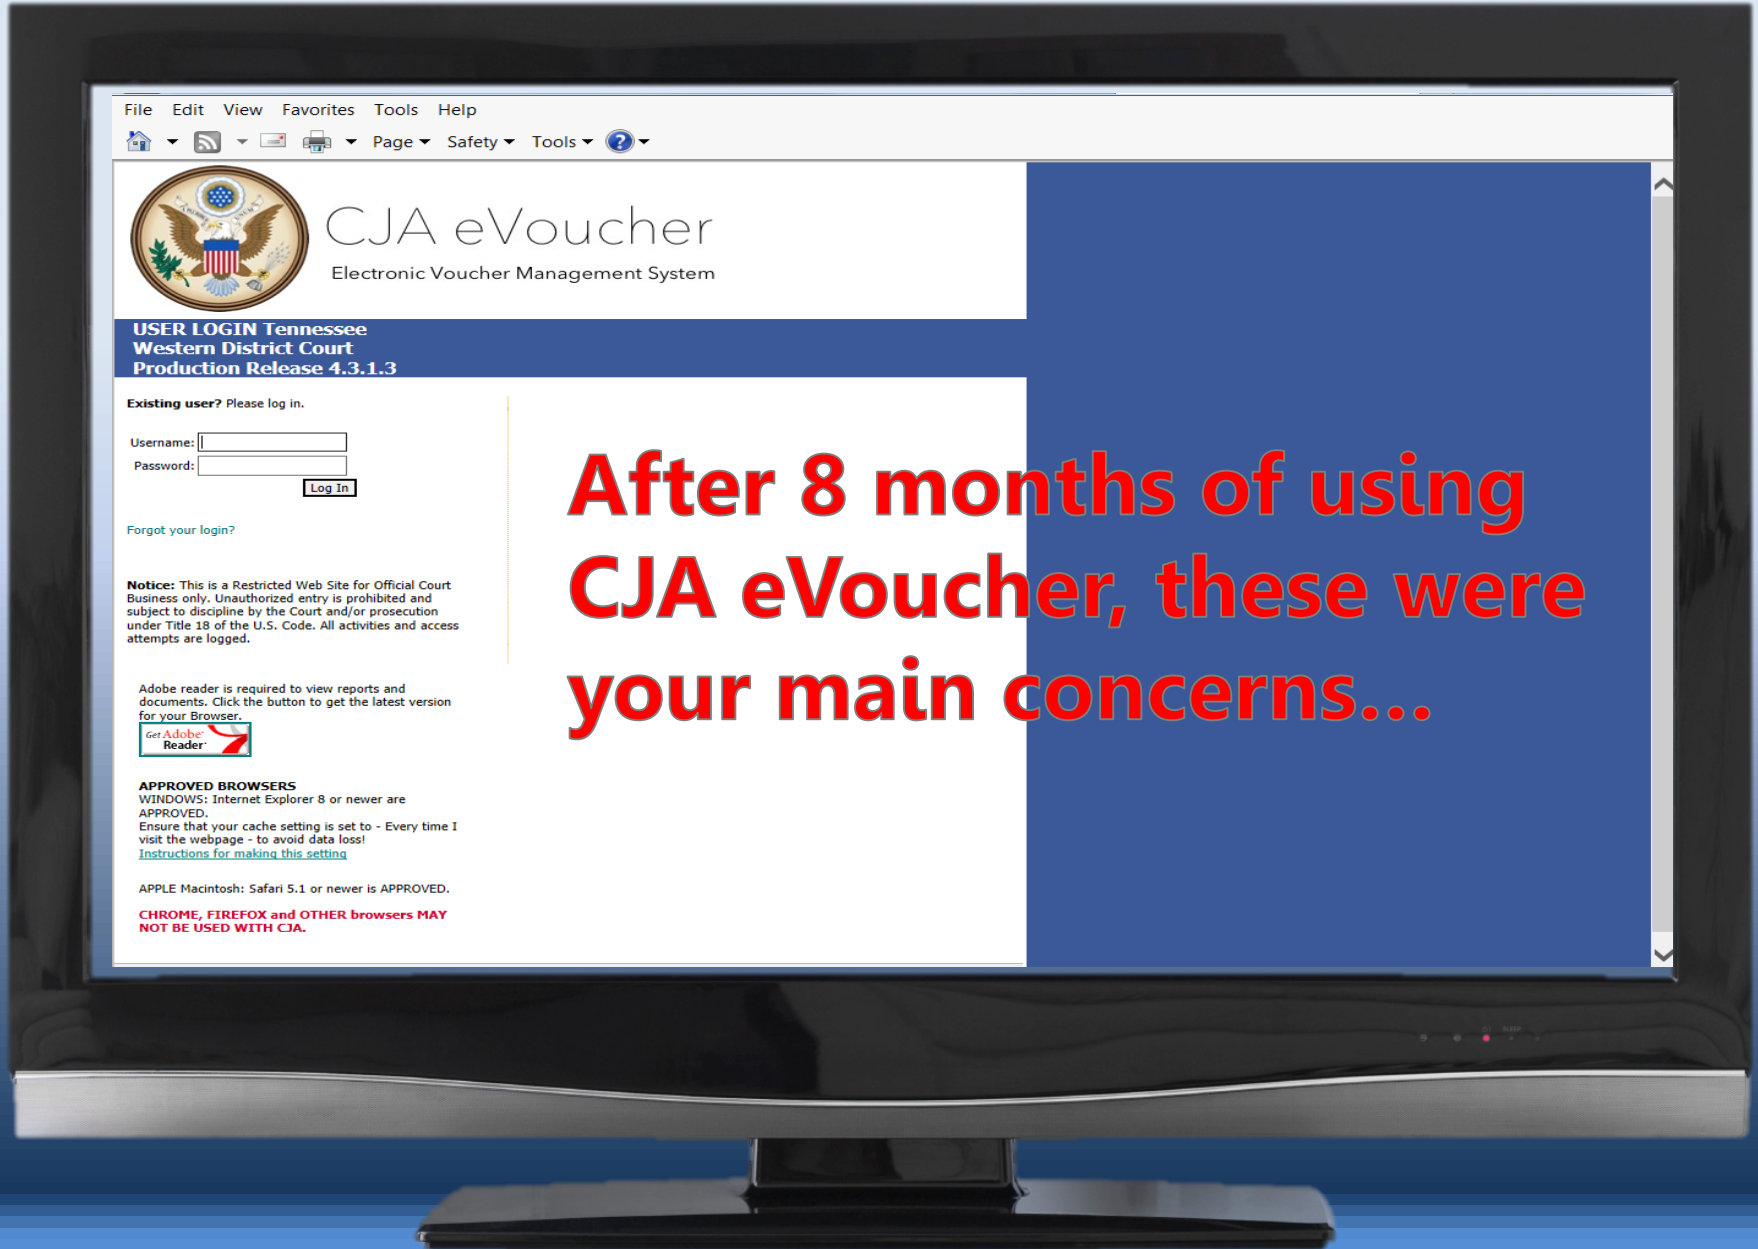 File Edit View Favorites Tools Help
Page Safety Tools
CJA eVoucher
Electronic Voucher Management System
USER LOGIN Tennessee
Western District Court
Production Release 4.3.1.3
Existing user? Please log in.
Username:
Password:
Log In
Forgot your login?
Notice: This is a Restricted Web Site for Official Court
Business only. Unauthorized entry is prohibited and
subject to discipline by the Court and/or prosecution
under Title 18 of the U.S. Code. All activities and access
attempts are logged.
After 8 months of using
CJA eVoucher, these were
your main concerns...
Adobe reader is required to view reports and
documents. Click the button to get the latest version
for your Browser.
Get Adobe
Reader
APPROVED BROWSERS
WINDOWS: Internet Explorer 8 or newer are
APPROVED.
Ensure that your cache setting is set to - Every time I
visit the webpage - to avoid data loss!
Instructions for making this setting
APPLE Macintosh: Safari 5.1 or newer is APPROVED.
CHROME, FIREFOX and OTHER browsers MAY
NOT BE USED WITH CJA.